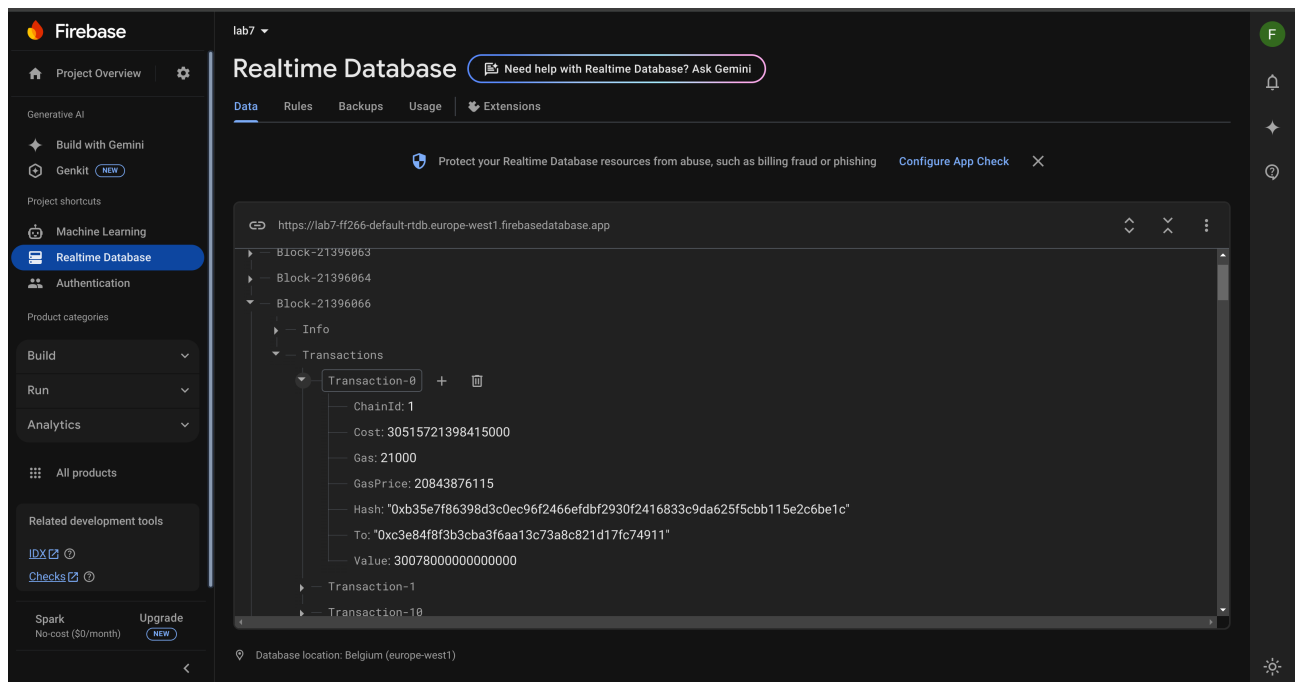 Firebase
Project Overview
Generative AI
Build with Gemini
Genkit NEW
Project shortcuts
Machine Learning
Realtime Database
Authentication
Product categories
Build
Run
Analytics
All products
Related development tools
IDX
Checks
Spark
No-cost ($0/month)
Upgrade
NEW
lab7
Realtime Database
Need help with Realtime Database? Ask Gemini
Data Rules Backups Usage Extensions
Protect your Realtime Database resources from abuse, such as billing fraud or phishing Configure App Check
https://lab7-ff266-default-rtdb.europe-west1.firebasedatabase.app
Block-21396063
Block-21396064
Block-21396066
Info
Transactions
Transaction-0
ChainId: 1
Cost: 30515721398415000
Gas: 21000
GasPrice: 20843876115
Hash: "0xb35e7f86398d3c0ec96f2466efdbf2930f2416833c9da625f5cbb115e2c6be1c"
To: "0xc3e84f8f3b3cba3f6aa13c73a8c821d17fc74911"
Value: 30078000000000000
Transaction-1
Transaction-10
Database location: Belgium (europe-west1)
F